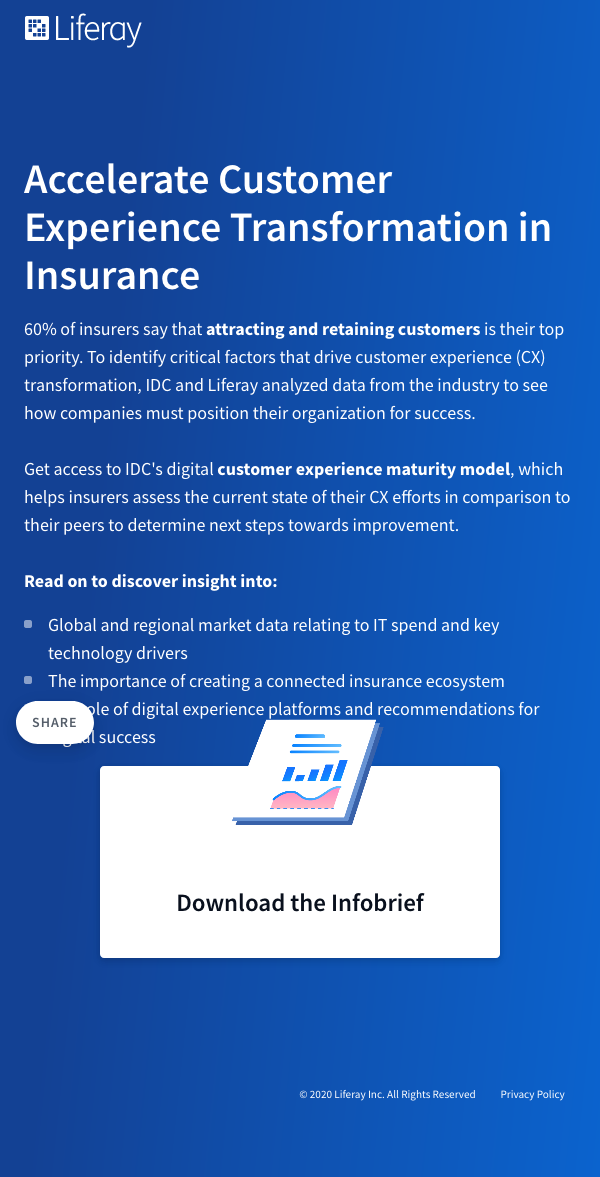 Liferay
Accelerate Customer
Experience Transformation in
Insurance
60% of insurers say that attracting and retaining customers is their top
priority. To identify critical factors that drive customer experience (CX)
transformation, IDC and Liferay analyzed data from the industry to see
how companies must position their organization for success.
Get access to IDC's digital customer experience maturity model, which
helps insurers assess the current state of their CX efforts in comparison to
their peers to determine next steps towards improvement.
Read on to discover insight into:
Global and regional market data relating to IT spend and key
technology drivers
The importance of creating a connected insurance ecosystem
of digital experience platforms and recommendations for
SHARE
success
Download the Infobrief
© 2020 Liferay Inc. All Rights Reserved Privacy Policy